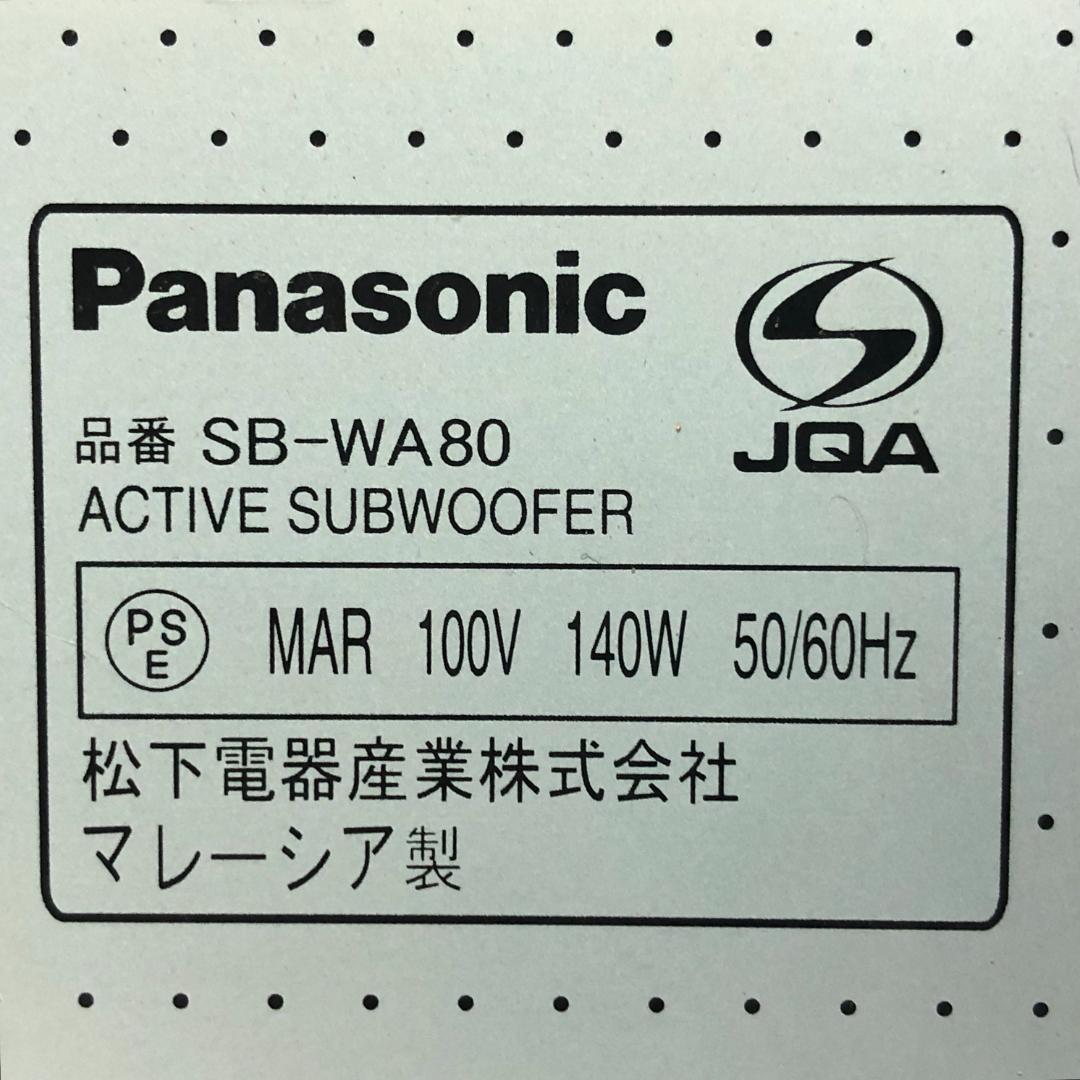 Panasonic
JQA
品番 SB-WA80
ACTIVE SUBWOOFER
PSE MAR 100V 140W 50/60Hz
松下電器産業株式会社
マレーシア製